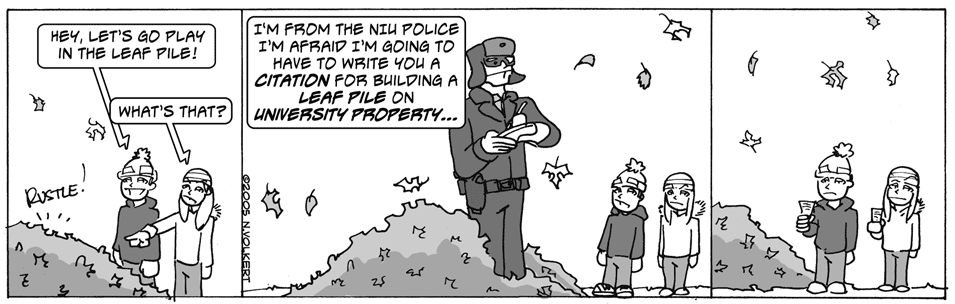 HEY, LET'S GO PLAY
IN THE LEAF PILE!
WHAT'S THAT?
RUSTLE!
I'M FROM THE NIU POLICE
I'M AFRAID I'M GOING TO
HAVE TO WRITE YOU A
CITATION FOR BUILDING A
LEAF PILE ON
UNIVERSITY PROPERTY...
©2005 N.VOLKERT